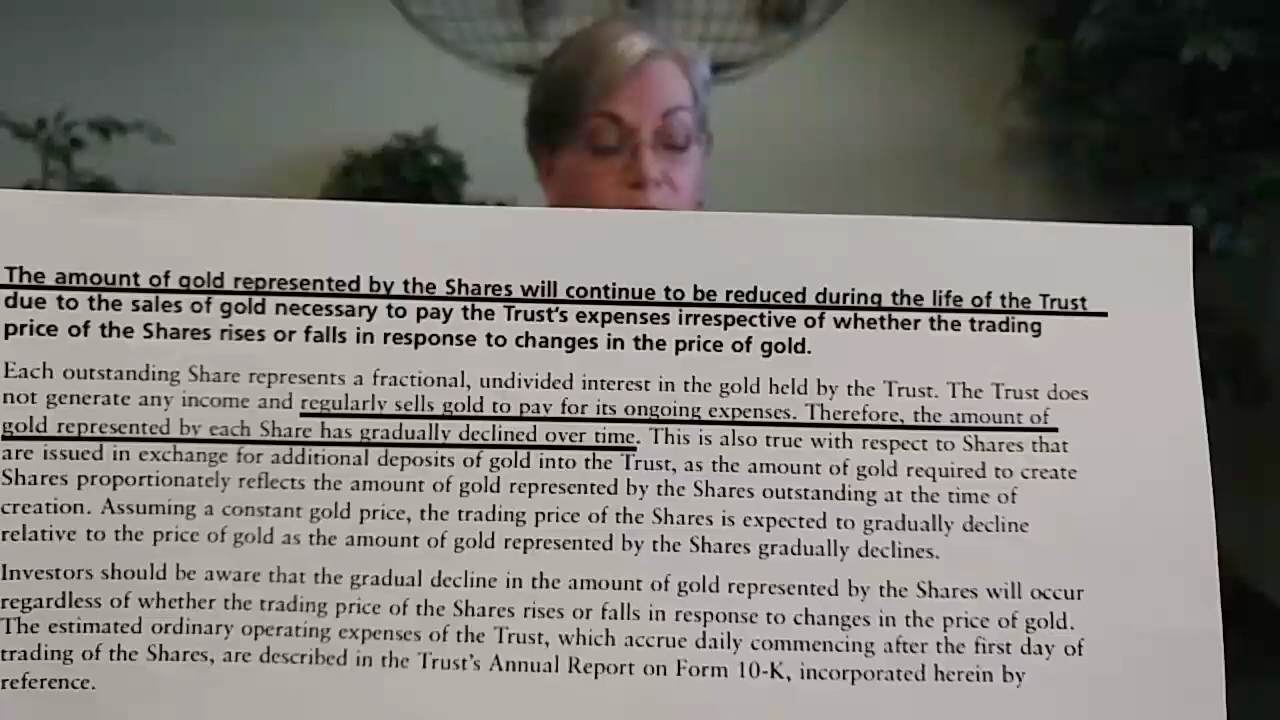 The amount of gold represented by the Shares will continue to be reduced during the life of the Trust
due to the sales of gold necessary to pay the Trust's expenses irrespective of whether the trading
price of the Shares rises or falls in response to changes in the price of gold.
Each outstanding Share represents a fractional, undivided interest in the gold held by the Trust. The Trust does
not generate any income and regularly sells gold to pay for its ongoing expenses. Therefore, the amount of
gold represented by each Share has gradually declined over time. This is also true with respect to Shares that
are issued in exchange for additional deposits of gold into the Trust, as the amount of gold required to create
Shares proportionately reflects the amount of gold represented by the Shares outstanding at the time of
creation. Assuming a constant gold price, the trading price of the Shares is expected to gradually decline
relative to the price of gold as the amount of gold represented by the Shares gradually declines.
Investors should be aware that the gradual decline in the amount of gold represented by the Shares will occur
regardless of whether the trading price of the Shares rises or falls in response to changes in the price of gold.
The estimated ordinary operating expenses of the Trust, which accrue daily commencing after the first day of
trading of the Shares, are described in the Trust's Annual Report on Form 10-K, incorporated herein by
reference.